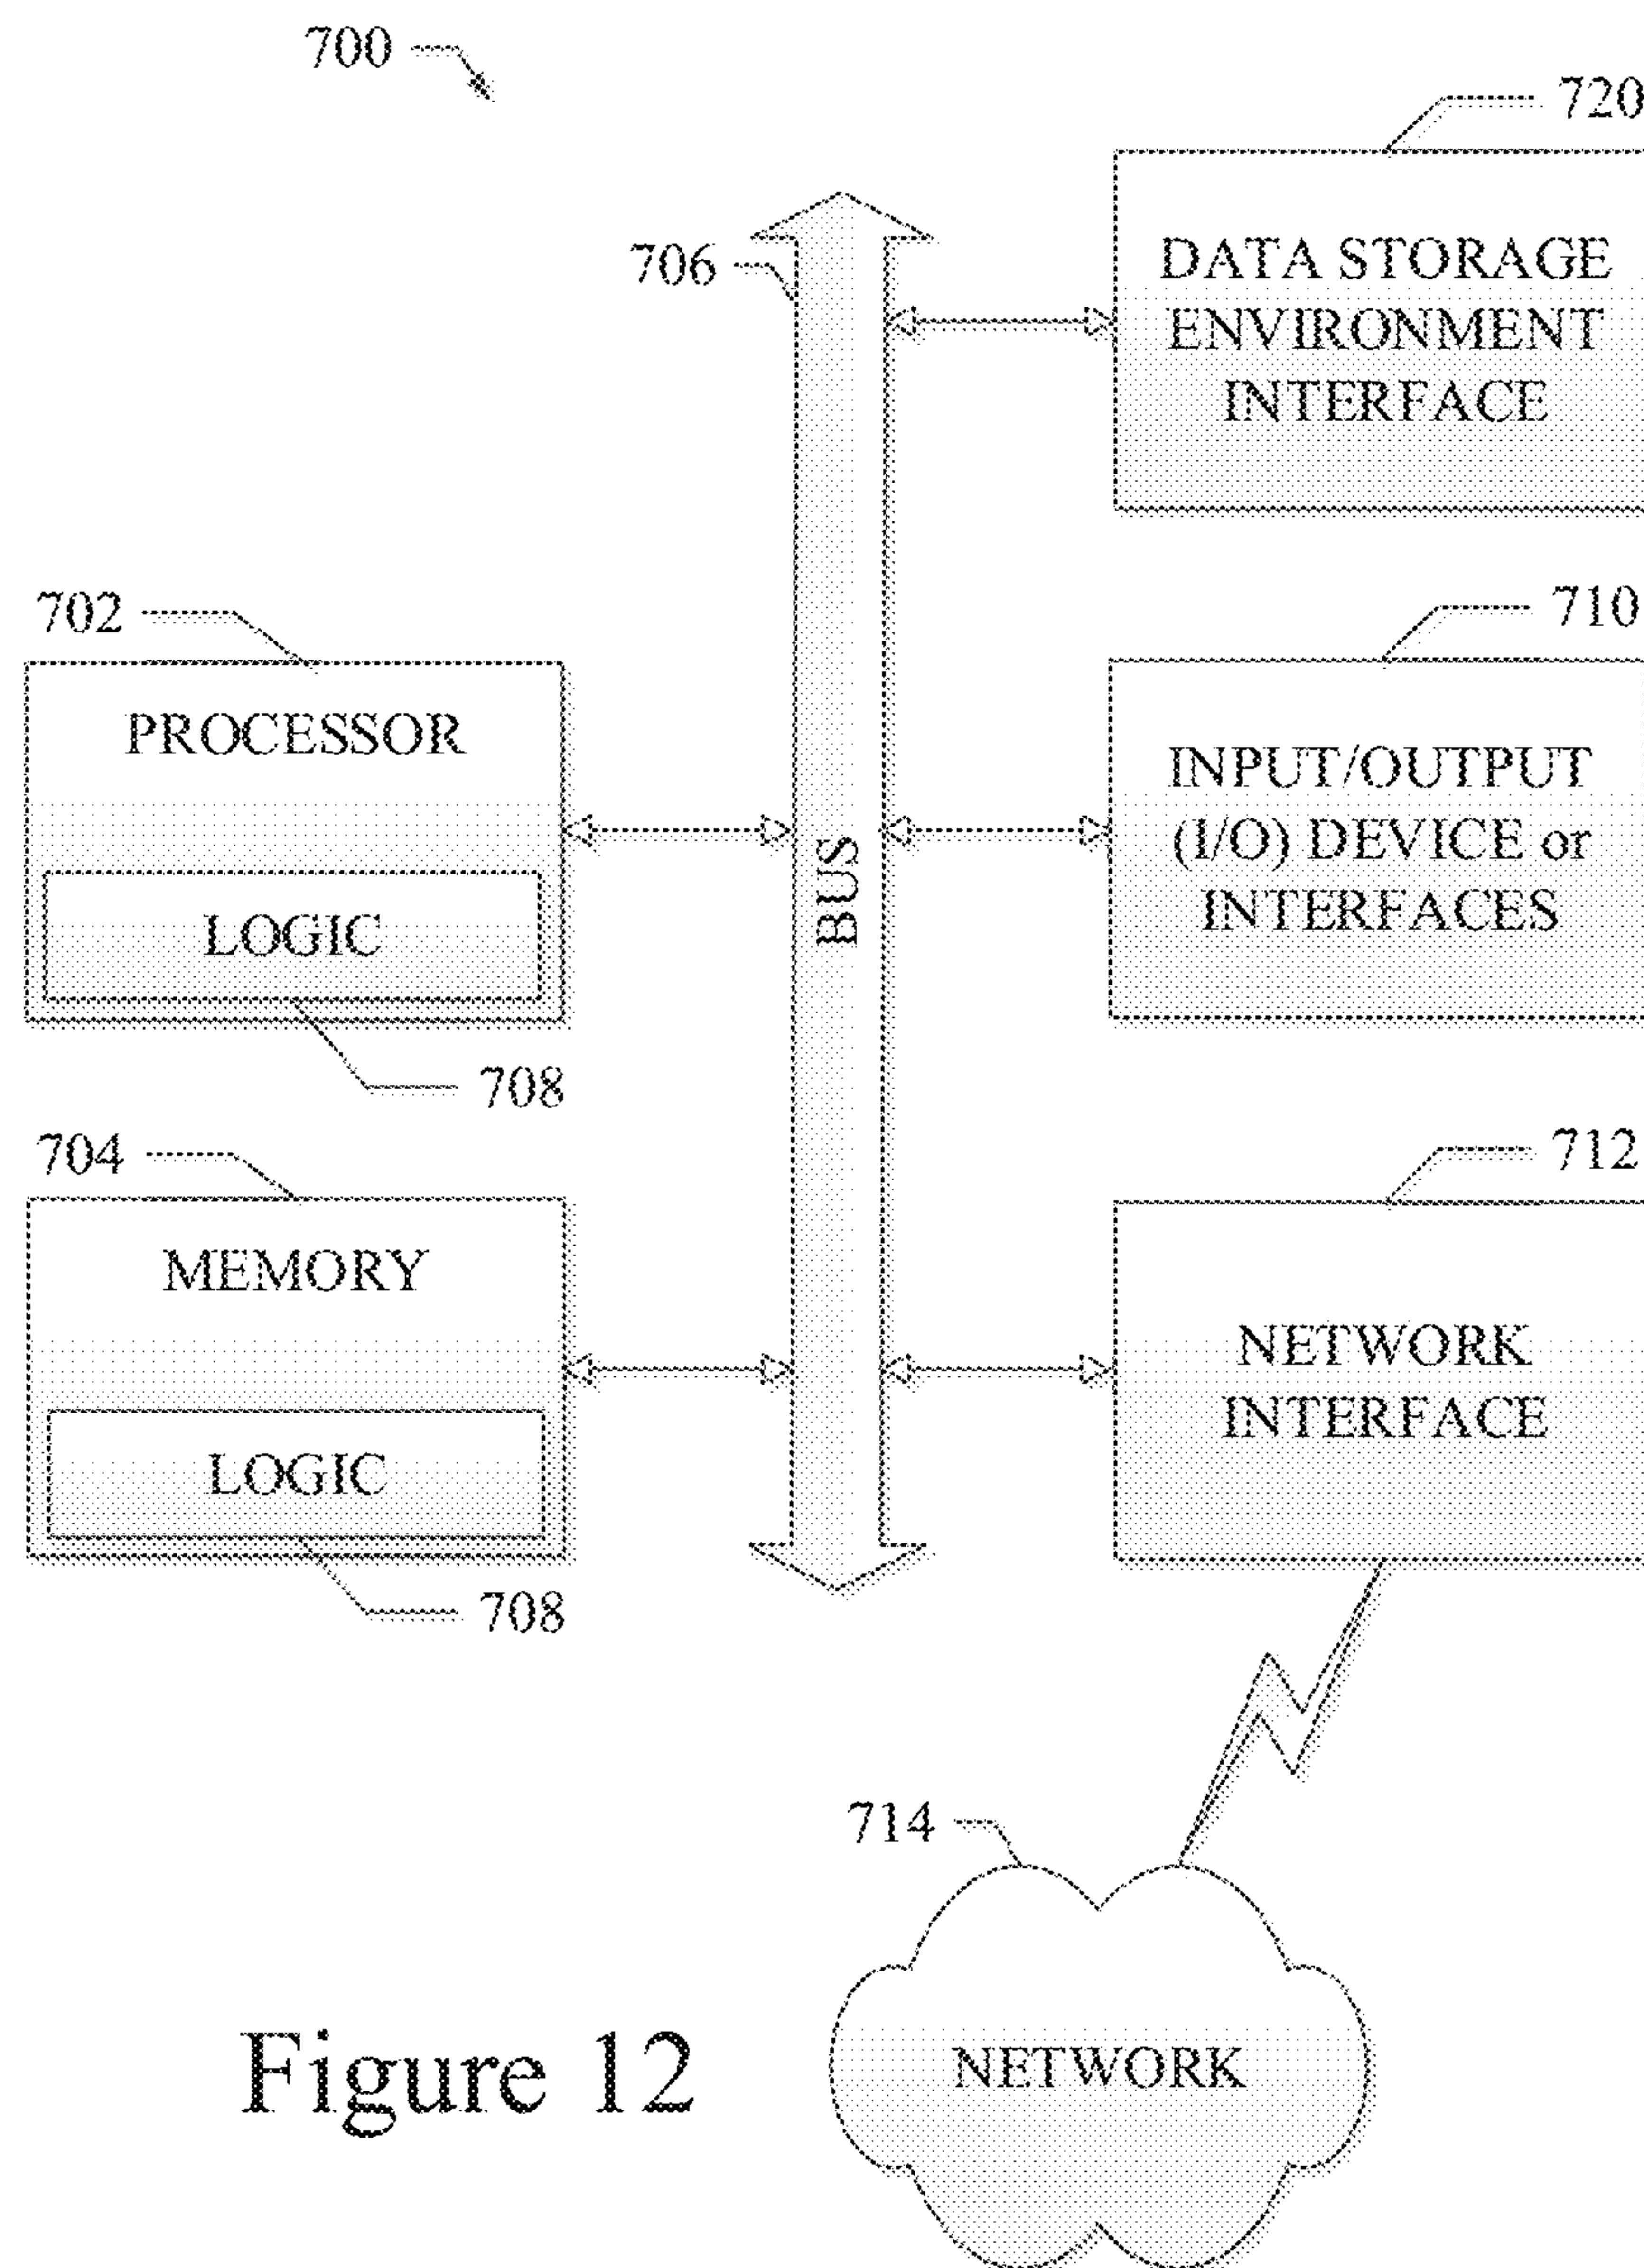 700
720
706
DATA STORAGE
ENVIRONMENT
INTERFACE
702
710
PROCESSOR
INPUT/OUTPUT
(I/O) DEVICE or
INTERFACES
BUS
LOGIC
708
704
712
MEMORY
NETWORK
INTERFACE
LOGIC
708
714
NETWORK
Figure 12